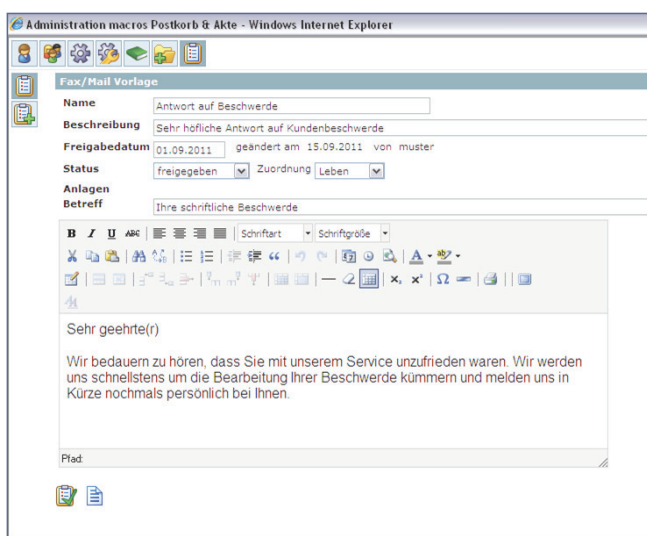 Administration macros Postkorb & Akte - Windows Internet Explorer
Fax/Mail Vorlage
Name Antwort auf Beschwerde
Beschreibung Sehr höfliche Antwort auf Kundenbeschwerde
Freigabedatum 01.09.2011 geändert am 15.09.2011 von muster
Status freigegeben Zuordnung Leben
Anlagen
Betreff Ihre schriftliche Beschwerde
B I U ABC Schriftart Schriftgröße
Sehr geehrte(r)
Wir bedauern zu hören, dass Sie mit unserem Service unzufrieden waren. Wir werden
uns schnellstens um die Bearbeitung Ihrer Beschwerde kümmern und melden uns in
Kürze nochmals persönlich bei Ihnen.
Pfad: